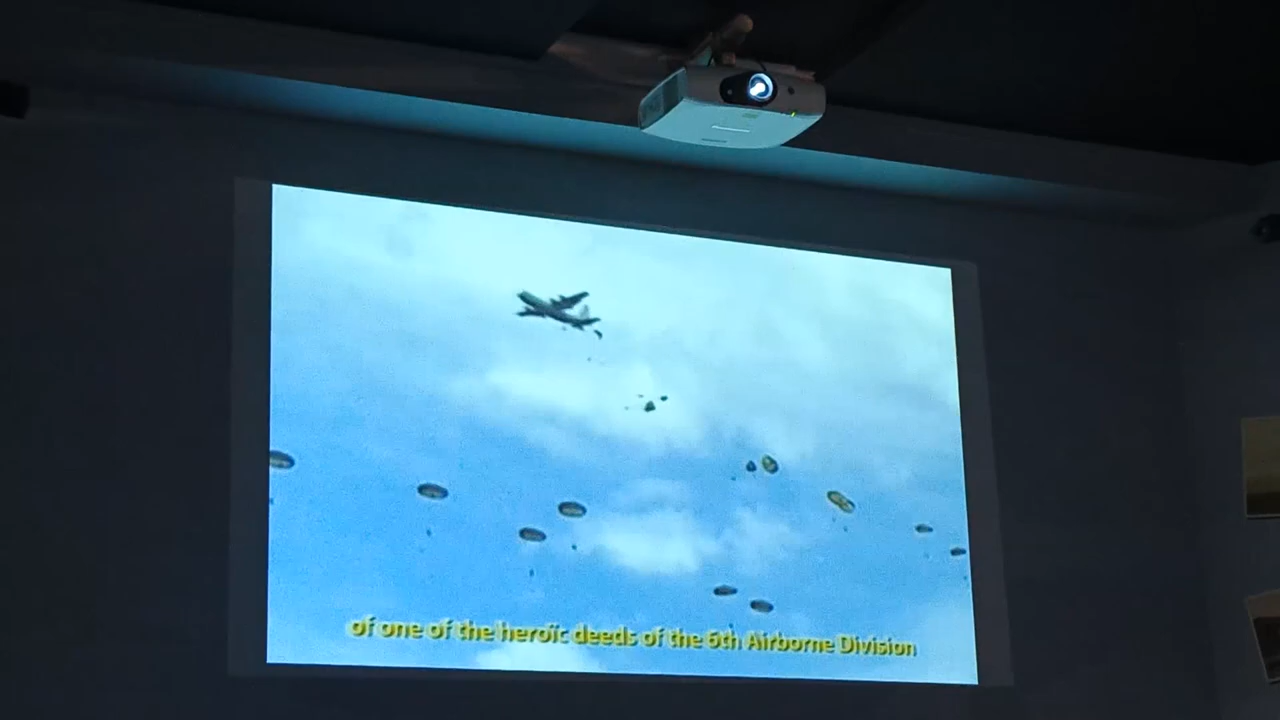 of one of the heroïc deeds of the 6th Airborne Division